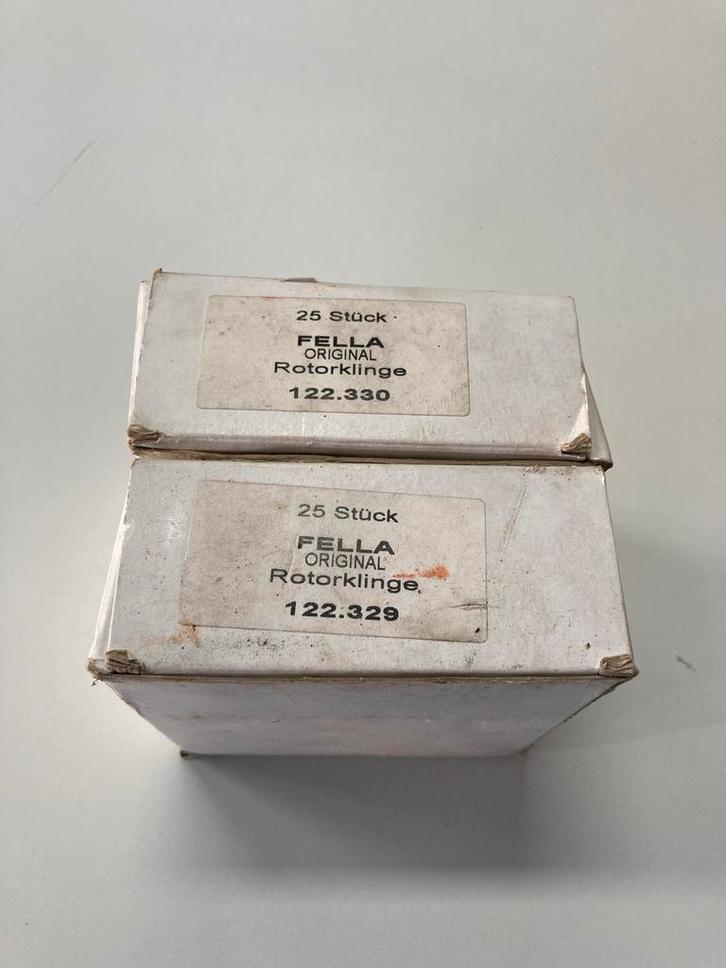 25 Stück
FELLA
ORIGINAL
Rotorklinge
122.330
25 Stück
FELLA
ORIGINAL
Rotorklinge
122.329